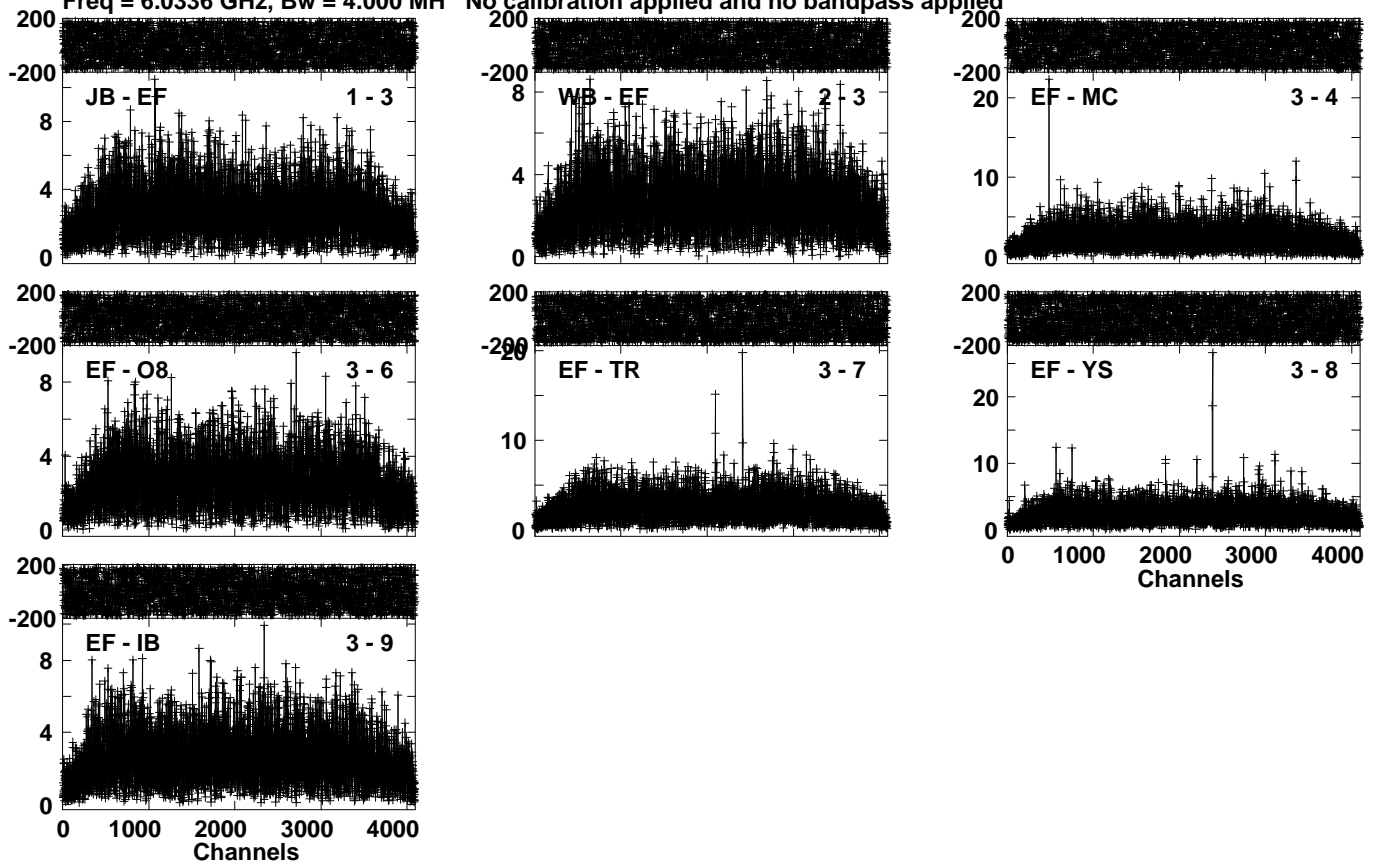 Freq = 6.0336 GHz, Bw = 4.000 MH No calibration applied and no bandpass applied
200
-200
JB - EF 1 - 3
8
4
0
200
-200
WB - EF 2 - 3
8
4
0
200
-200
EF - MC 3 - 4
20
10
0
200
-200
EF - O8 3 - 6
8
4
0
200
-200
20
EF - TR 3 - 7
10
0
200
-200
EF - YS 3 - 8
20
10
0
0 1000 2000 3000 4000
Channels
200
-200
EF - IB 3 - 9
8
4
0
0 1000 2000 3000 4000
Channels